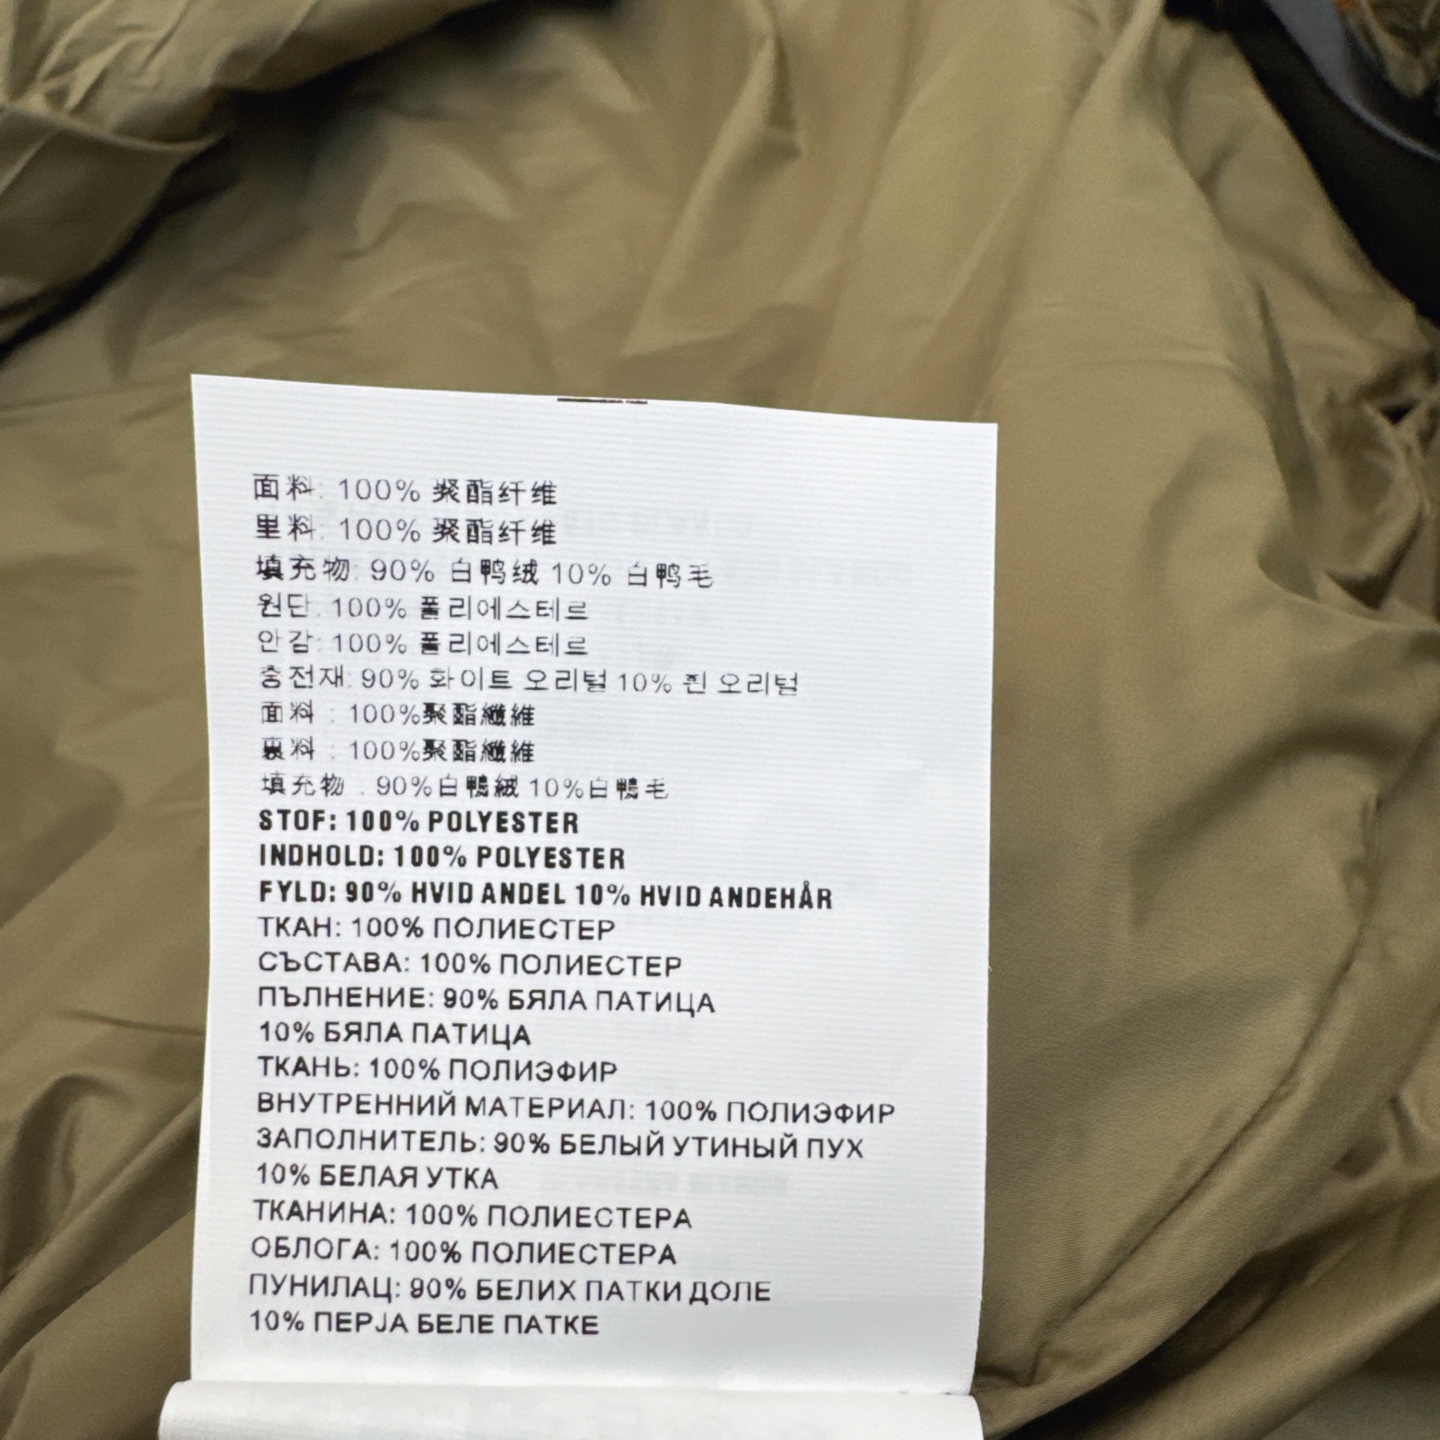 面料: 100% 聚酯纤维
里料: 100% 聚酯纤维
填充物: 90% 白鸭绒 10% 白鸭毛
원단: 100% 폴리에스테르
안감: 100% 폴리에스테르
충전재: 90% 화이트 오리털 10% 흰 오리털
面料 : 100%聚酯纖維
裏料 : 100%聚酯纖維
填充物 : 90%白鴨絨 10%白鴨毛
STOF: 100% POLYESTER
INDHOLD: 100% POLYESTER
FYLD: 90% HVID ANDEL 10% HVID ANDEHÅR
ТКАН: 100% ПОЛИЕСТЕР
СЪСТАВА: 100% ПОЛИЕСТЕР
ПЪЛНЕНИЕ: 90% БЯЛА ПАТИЦА
10% БЯЛА ПАТИЦА
ТКАНЬ: 100% ПОЛИЭФИР
ВНУТРЕННИЙ МАТЕРИАЛ: 100% ПОЛИЭФИР
ЗАПОЛНИТЕЛЬ: 90% БЕЛЫЙ УТИНЫЙ ПУХ
10% БЕЛАЯ УТКА
ТКАНИНА: 100% ПОЛИЕСТЕРА
ОБЛОГА: 100% ПОЛИЕСТЕРА
ПУНИЛАЦ: 90% БЕЛИХ ПАТКИ ДОЛЕ
10% ПЕРЈА БЕЛЕ ПАТКЕ